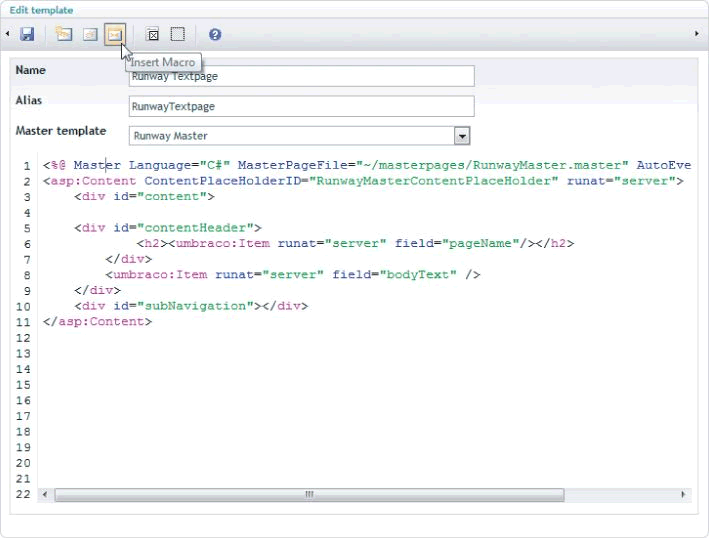 Edit template
Insert Macro
Name
Runway Textpage
Alias
RunwayTextpage
Master template
Runway Master
1 <%@ Master Language="C#" MasterPageFile="~/masterpages/RunwayMaster.master" AutoEve
2 <asp:Content ContentPlaceHolderID="RunwayMasterContentPlaceHolder" runat="server">
3 <div id="content">
4
5 <div id="contentHeader">
6 <h2><umbraco:Item runat="server" field="pageName"/></h2>
7 </div>
8 <umbraco:Item runat="server" field="bodyText" />
9 </div>
10 <div id="subNavigation"></div>
11 </asp:Content>
12
13
14
15
16
17
18
19
20
21
22